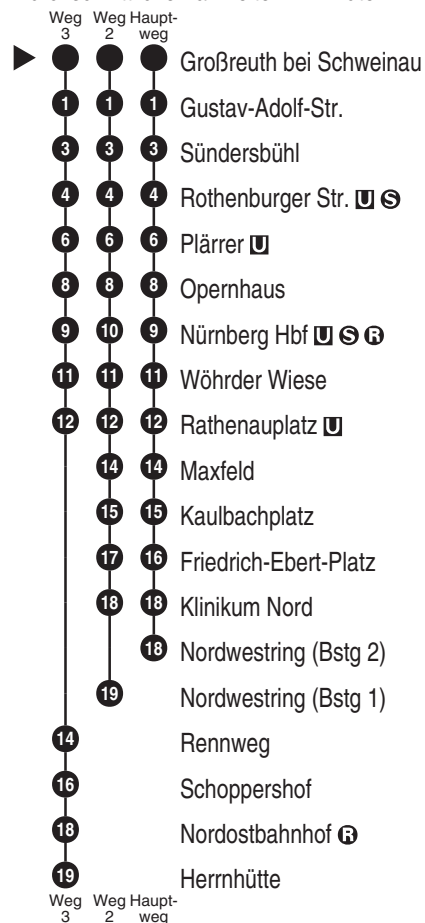 Weg Weg Haupt-
3 2 weg
Großreuth bei Schweinau
1 1 1 Gustav-Adolf-Str.
3 3 3 Sündersbühl
4 4 4 Rothenburger Str. U S
6 6 6 Plärrer U
8 8 8 Opernhaus
9 10 9 Nürnberg Hbf U S R
11 11 11 Wöhrder Wiese
12 12 12 Rathenauplatz U
14 14 Maxfeld
15 15 Kaulbachplatz
17 16 Friedrich-Ebert-Platz
18 18 Klinikum Nord
18 Nordwestring (Bstg 2)
19 Nordwestring (Bstg 1)
14 Rennweg
16 Schoppershof
18 Nordostbahnhof R
19 Herrnhütte
Weg Weg Haupt-
3 2 weg